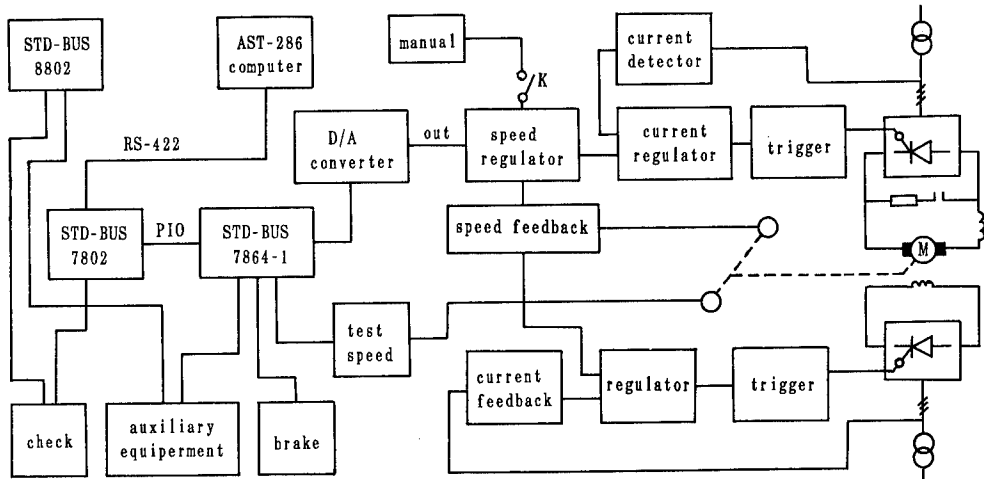 STD-BUS
8802
AST-286
computer
manual
current
detector
K
RS-422
D/A
converter
out
speed
regulator
current
regulator
trigger
STD-BUS
7802
PIO
STD-BUS
7864-1
speed feedback
M
test
speed
current
feedback
regulator
trigger
check
auxiliary
equiperment
brake